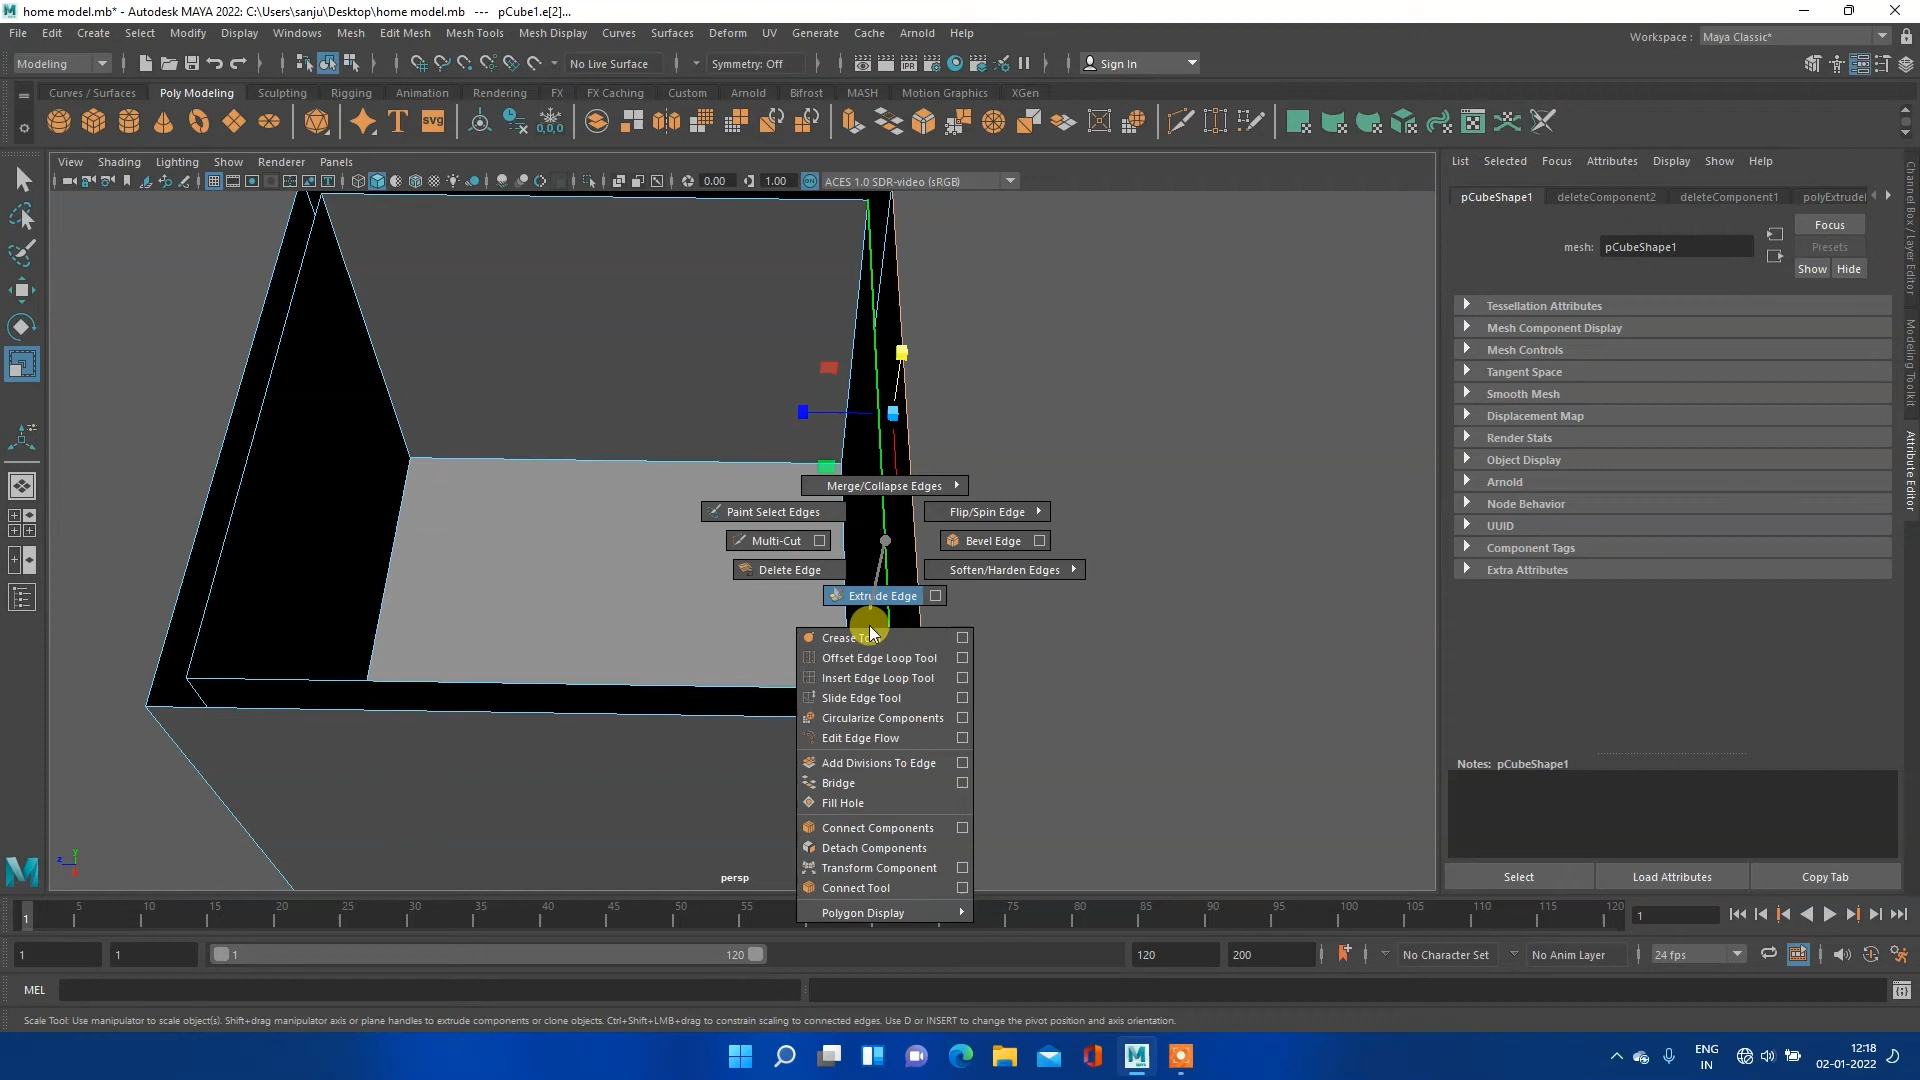 home model.mb* - Autodesk MAYA 2022: C:\Users\sanju\Desktop\home model.mb   ---   pCube1.e[2]...
File Edit Create Select Modify Display Windows Mesh Edit Mesh Mesh Tools Mesh Display Curves Surfaces Deform UV Generate Cache Arnold Help
Workspace : Maya Classic*
Modeling No Live Surface Symmetry: Off Sign In
Curves / Surfaces Poly Modeling Sculpting Rigging Animation Rendering FX FX Caching Custom Arnold Bifrost MASH Motion Graphics XGen
View Shading Lighting Show Renderer Panels
0.00 1.00 ACES 1.0 SDR-video (sRGB)
List Selected Focus Attributes Display Show Help
pCubeShape1 deleteComponent2 deleteComponent1 polyExtrude
Focus
mesh: pCubeShape1
Presets
Show Hide
Tessellation Attributes
Mesh Component Display
Mesh Controls
Tangent Space
Smooth Mesh
Displacement Map
Render Stats
Object Display
Arnold
Node Behavior
UUID
Component Tags
Extra Attributes
Notes: pCubeShape1
Select Load Attributes Copy Tab
Channel Box / Layer Editor
Modeling Toolkit
Attribute Editor
Merge/Collapse Edges
Paint Select Edges Flip/Spin Edge
Multi-Cut Bevel Edge
Delete Edge Soften/Harden Edges
Extrude Edge
Crease
Offset Edge Loop Tool
Insert Edge Loop Tool
Slide Edge Tool
Circularize Components
Edit Edge Flow
Add Divisions To Edge
Bridge
Fill Hole
Connect Components
Detach Components
Transform Component
Connect Tool
Polygon Display
persp
y
z
1 5 10 15 20 25 30 35 40 45 50 55 75 80 85 90 95 100 105 110 115 120 1
1 1 1 120 120 200 No Character Set No Anim Layer 24 fps
MEL
Scale Tool: Use manipulator to scale object(s). Shift+drag manipulator axis or plane handles to extrude components or clone objects. Ctrl+Shift+LMB+drag to constrain scaling to connected edges. Use D or INSERT to change the pivot position and axis orientation.
ENG
IN
12:18
02-01-2022